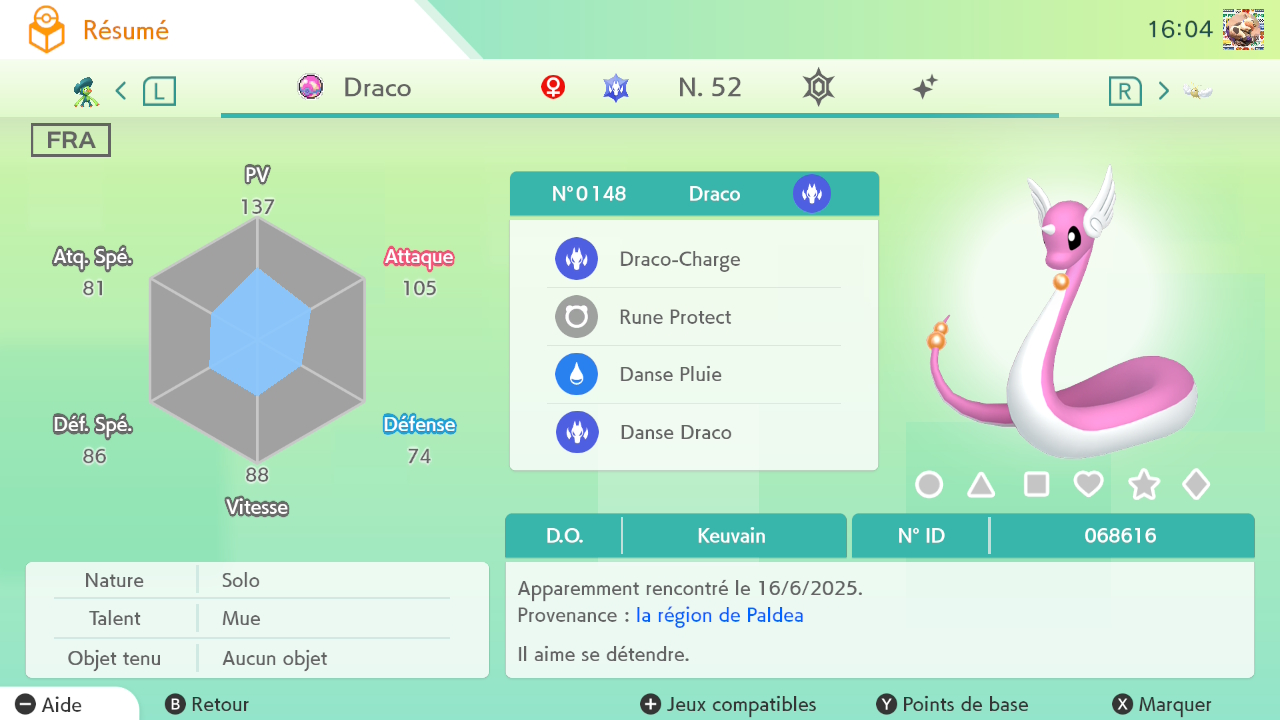 Résumé
16:04
L
Draco
N. 52
R
FRA
PV
137
Atq. Spé.
81
Attaque
105
Déf. Spé.
86
Défense
74
88
Vitesse
N° 0148 Draco
Draco-Charge
Rune Protect
Danse Pluie
Danse Draco
D.O. Keuvain
N° ID 068616
Nature Solo
Talent Mue
Objet tenu Aucun objet
Apparemment rencontré le 16/6/2025.
Provenance : la région de Paldea
Il aime se détendre.
Aide
B Retour
Jeux compatibles
Y Points de base
X Marquer